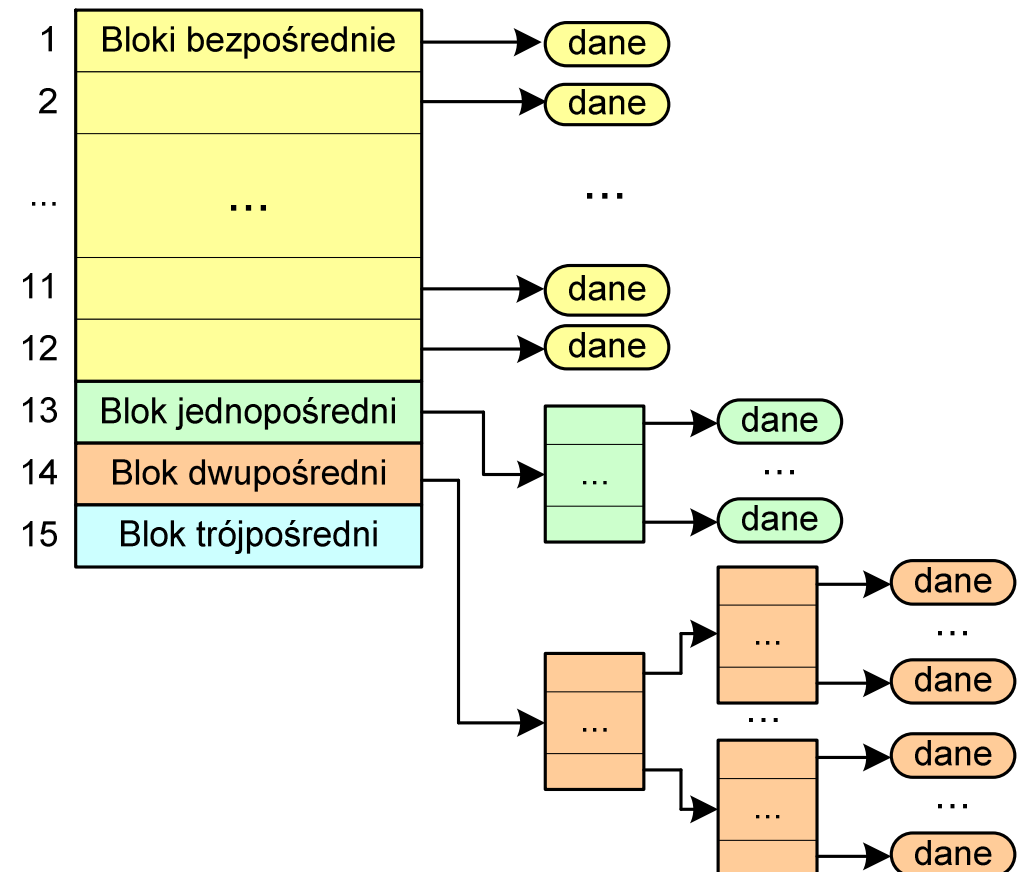 1 Bloki bezpośrednie dane
2 dane
... ... ...
11 dane
12 dane
13 Blok jednopośredni dane
14 Blok dwupośredni ... ...
15 Blok trójpośredni dane
dane
... ...
dane
... ...
dane
... ...
dane